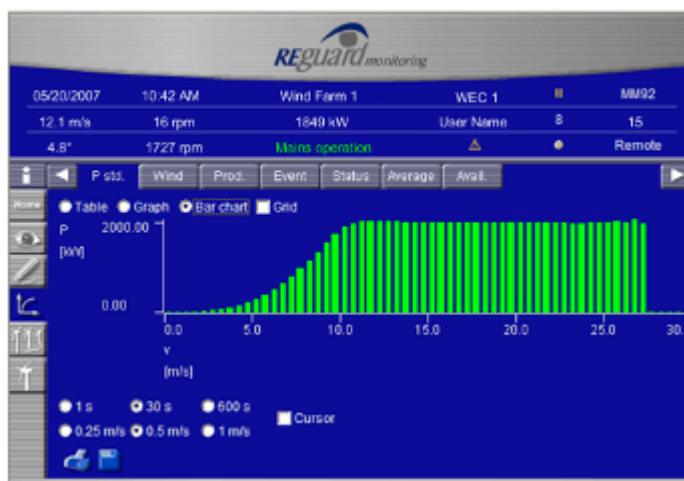 REguard monitoring
05/20/2007 10:42 AM Wind Farm 1 WEC 1 MM92
12.1 m/s 16 rpm 1849 kW User Name 8 15
4.8° 1727 rpm Mains operation Remote
P std. Wind Prod. Event Status Average Avail.
Home
Table Graph Bar chart Grid
P 2000.00
[kW]
0.00
0.0 5.0 10.0 15.0 20.0 25.0 30.
v
[m/s]
1 s 30 s 600 s
Cursor
0.25 m/s 0.5 m/s 1 m/s